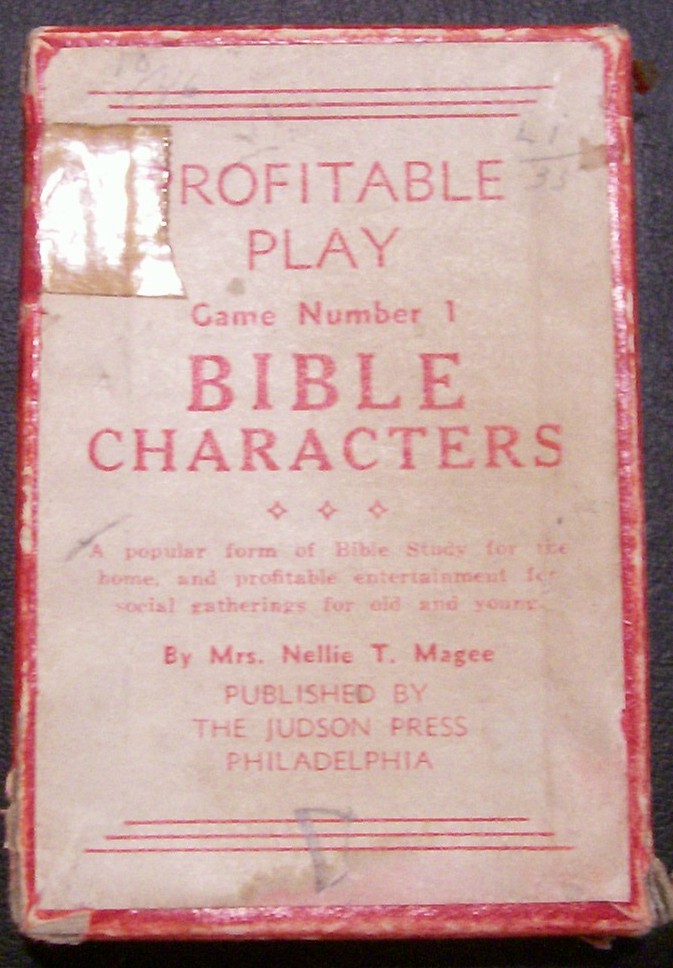 ROFITABLE
PLAY
Game Number 1
BIBLE
CHARACTERS
A popular form of Bible Study for the
home, and profitable entertainment for
social gatherings for old and young.
By Mrs. Nellie T. Magee
PUBLISHED BY
THE JUDSON PRESS
PHILADELPHIA